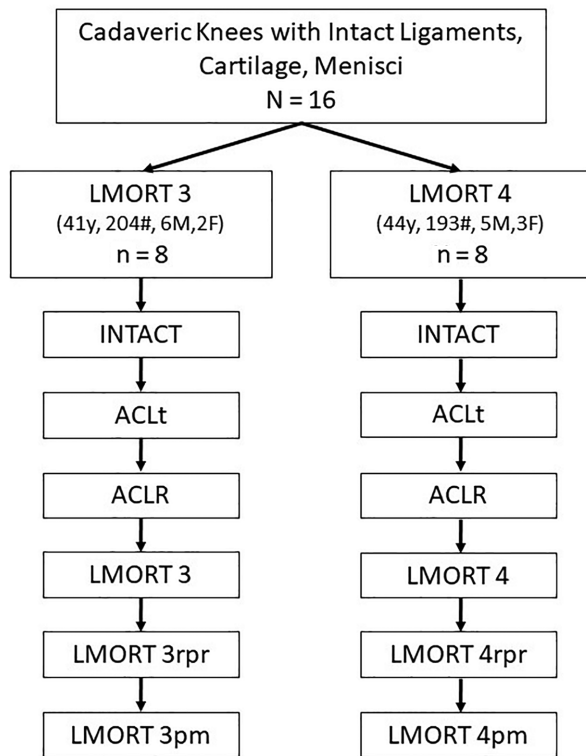 Cadaveric Knees with Intact Ligaments,
Cartilage, Menisci
N = 16
LMORT 3
(41y, 204#, 6M,2F)
n = 8
INTACT
ACLt
ACLR
LMORT 3
LMORT 3rpr
LMORT 3pm
LMORT 4
(44y, 193#, 5M,3F)
n = 8
INTACT
ACLt
ACLR
LMORT 4
LMORT 4rpr
LMORT 4pm